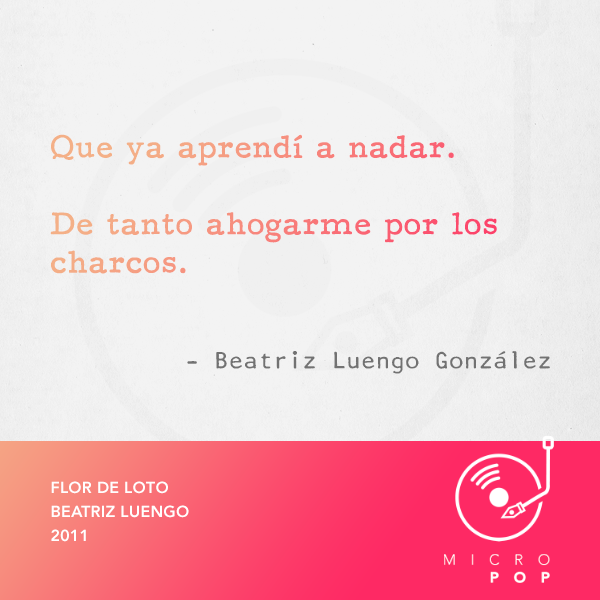 Que ya aprendí a nadar.
De tanto ahogarme por los
charcos.
– Beatriz Luengo González
FLOR DE LOTO
BEATRIZ LUENGO
2011
MICRO
POP